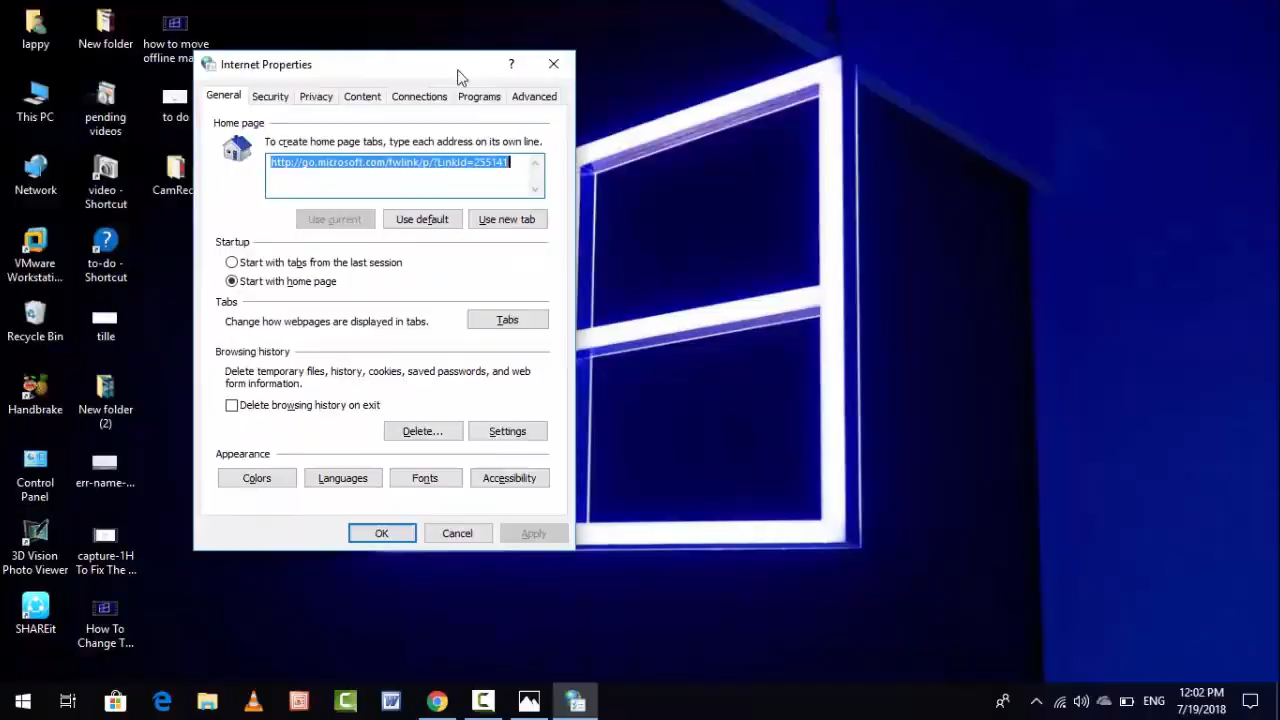 lappy
New folder
how to move
offline ma...
This PC
pending
videos
to do
Network
video -
Shortcut
CamRec
VMware
Workstati...
to-do -
Shortcut
Recycle Bin
tille
Handbrake
New folder
(2)
Control
Panel
err-name-...
3D Vision
Photo Viewer
capture-1H
To Fix The ...
SHAREit
How To
Change T...
Internet Properties
?
General
Security
Privacy
Content
Connections
Programs
Advanced
Home page
To create home page tabs, type each address on its own line.
http://go.microsoft.com/fwlink/p/?LinkId=255141
Use current
Use default
Use new tab
Startup
Start with tabs from the last session
Start with home page
Tabs
Change how webpages are displayed in tabs.
Tabs
Browsing history
Delete temporary files, history, cookies, saved passwords, and web
form information.
Delete browsing history on exit
Delete...
Settings
Appearance
Colors
Languages
Fonts
Accessibility
OK
Cancel
Apply
ENG
12:02 PM
7/19/2018